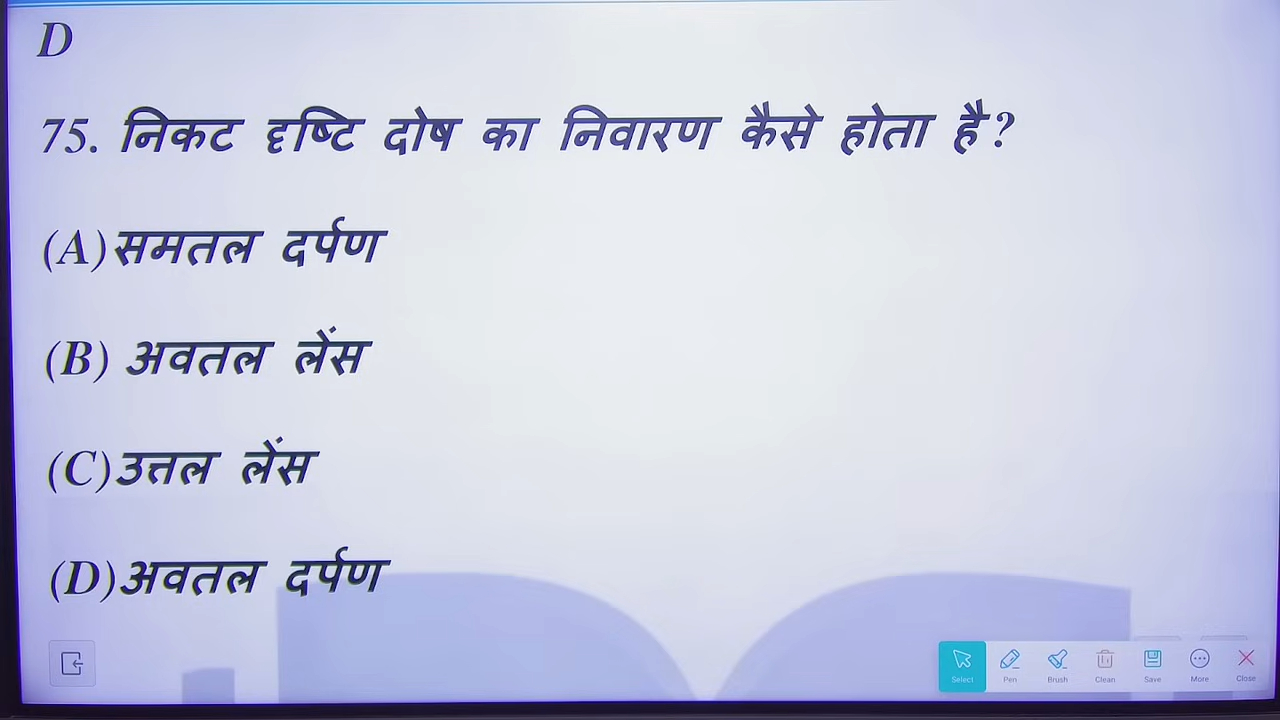 D
75. निकट दृष्टि दोष का निवारण कैसे होता है?
(A)समतल दर्पण
(B) अवतल लेंस
(C)उत्तल लेंस
(D)अवतल दर्पण
Select Pen Brush Clean Save More Close